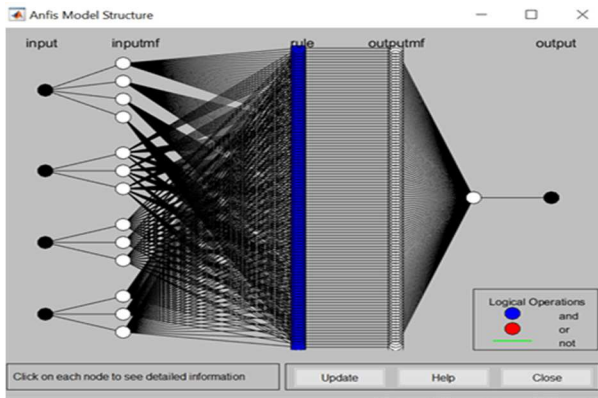 Anfis Model Structure
input inputmf rule outputmf output
Logical Operations
and
or
not
Click on each node to see detailed information
Update Help Close